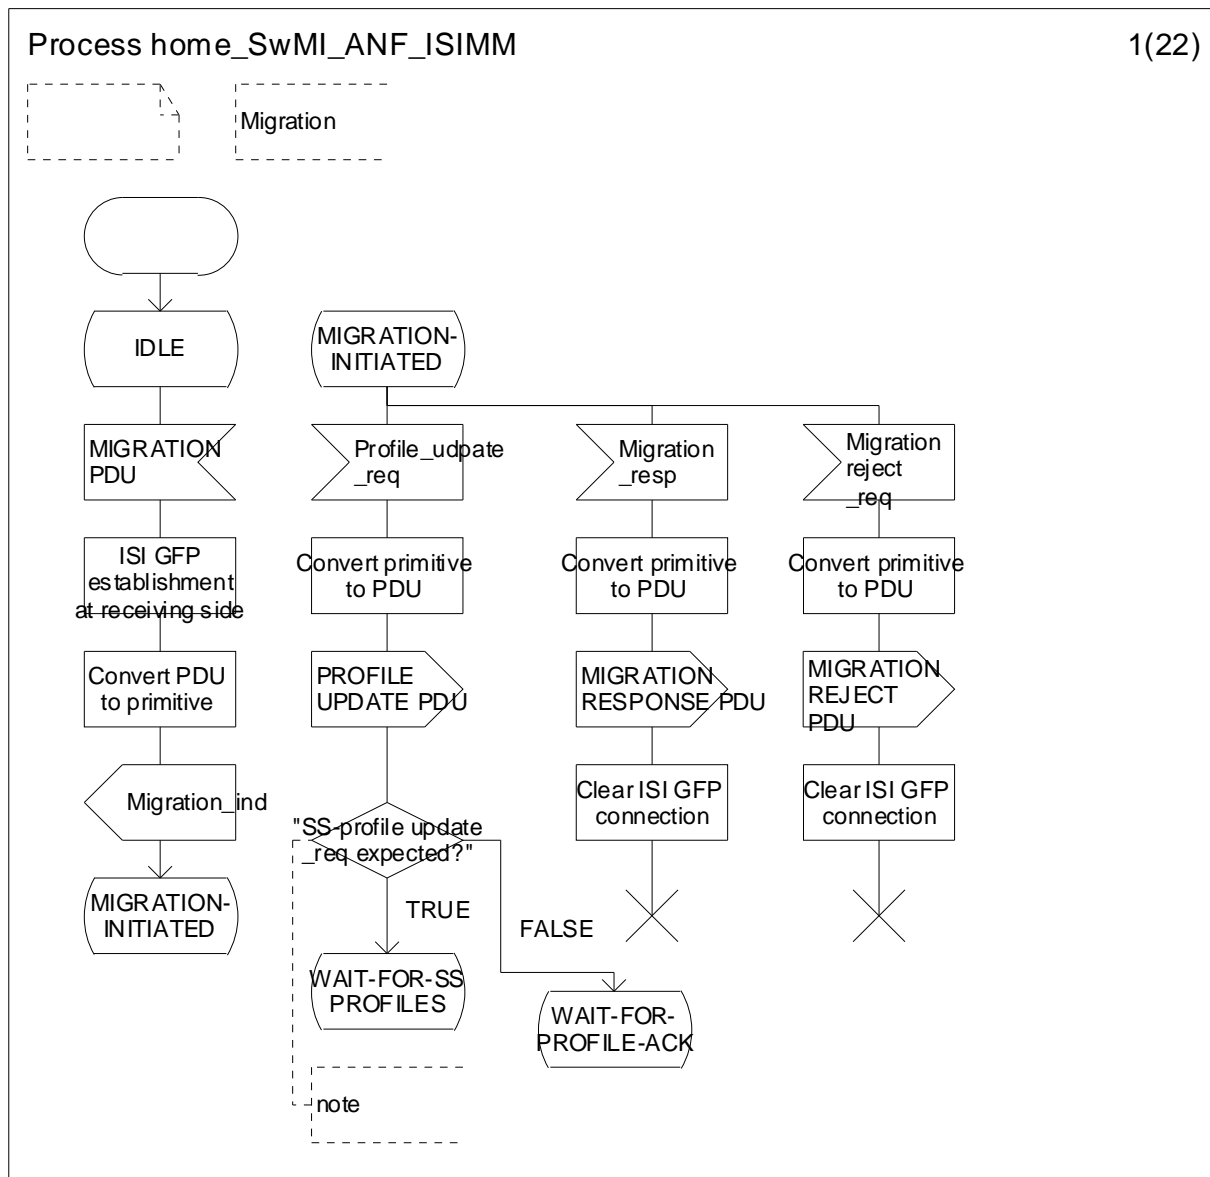 Process home_SwMI_ANF_ISIMM
1(22)
Migration
IDLE
MIGRATION
PDU
ISI GFP
establishment
at receiving side
Convert PDU
to primitive
Migration_ind
MIGRATION-
INITIATED
MIGRATION-
INITIATED
Profile_udpate
_req
Convert primitive
to PDU
PROFILE
UPDATE PDU
"SS-profile update
_req expected?"
TRUE
FALSE
WAIT-FOR-SS
PROFILES
WAIT-FOR-
PROFILE-ACK
note
Migration
_resp
Convert primitive
to PDU
MIGRATION
RESPONSE PDU
Clear ISI GFP
connection
Migration
reject
_req
Convert primitive
to PDU
MIGRATION
REJECT
PDU
Clear ISI GFP
connection